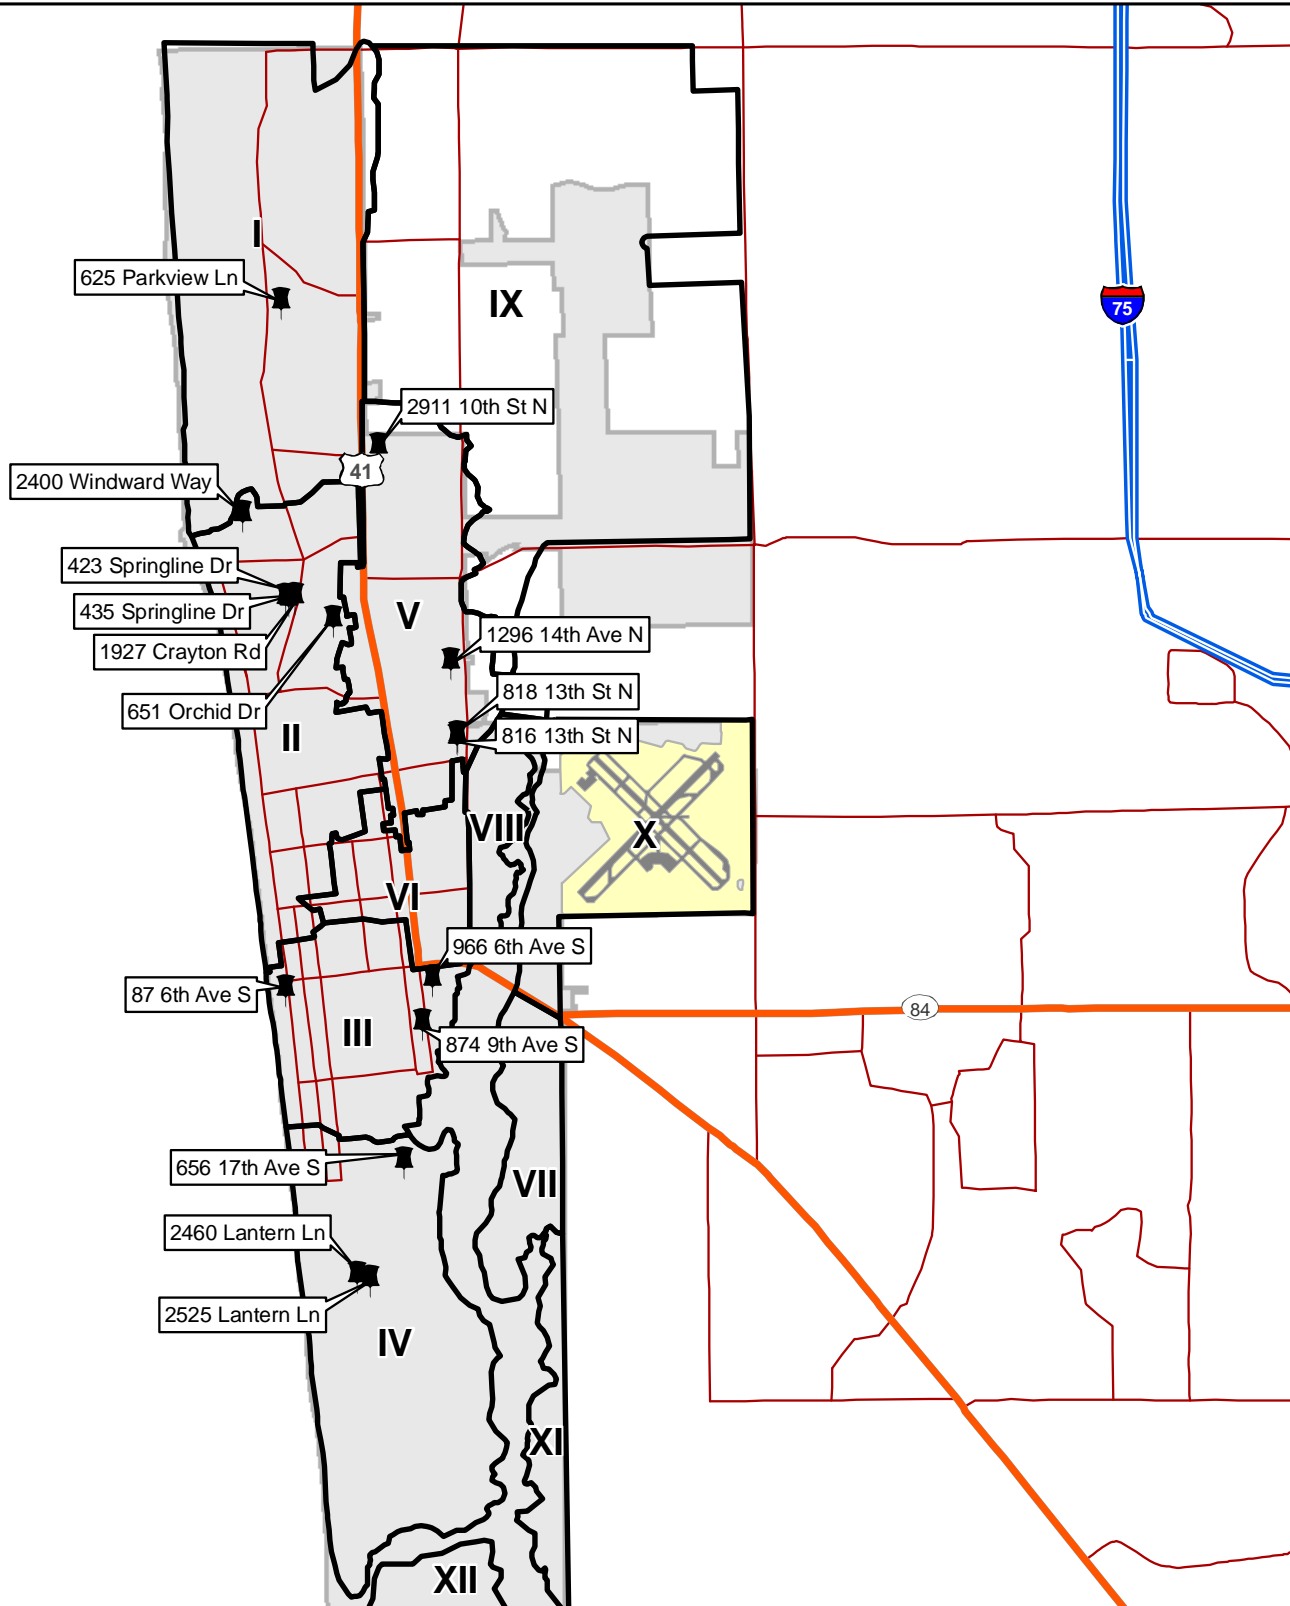 I
625 Parkview Ln
IX
75
2911 10th St N
41
2400 Windward Way
423 Springline Dr
435 Springline Dr
V
1296 14th Ave N
1927 Crayton Rd
818 13th St N
651 Orchid Dr
II
816 13th St N
VIII
X
VI
966 6th Ave S
87 6th Ave S
84
III
874 9th Ave S
656 17th Ave S
VII
2460 Lantern Ln
2525 Lantern Ln
IV
XI
XII